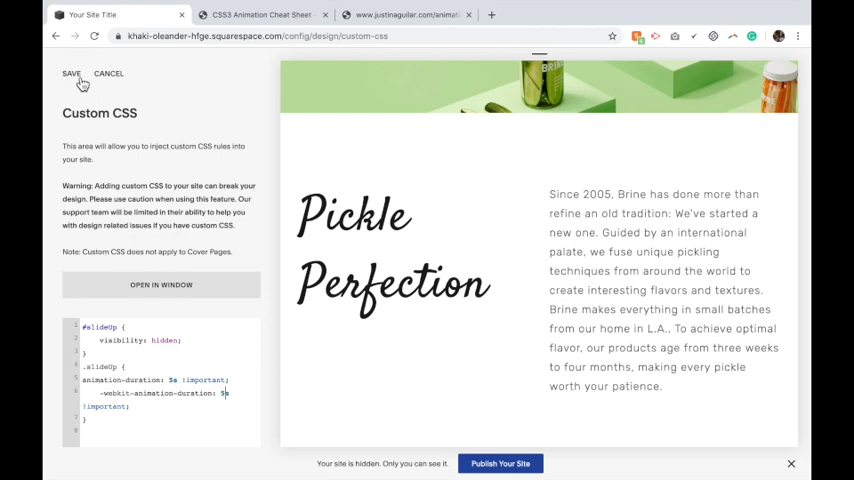 Your Site Title
CSS3 Animation Cheat Sheet -
www.justinaguilar.com/animati
khaki-oleander-hfge.squarespace.com/config/design/custom-css
SAVE CANCEL
Custom CSS
This area will allow you to inject custom CSS rules into
your site.
Warning: Adding custom CSS to your site can break your
design. Please use caution when using this feature. Our
support team will be limited in their ability to help you
with design related issues if you have custom CSS.
Note: Custom CSS does not apply to Cover Pages.
OPEN IN WINDOW
1 #slideUp {
2 visibility: hidden;
3 }
4 .slideUp {
5 animation-duration: 5s !important;
6 -webkit-animation-duration: 5s
!important;
7 }
8
BRINE
Pickle
Perfection
Since 2005, Brine has done more than
refine an old tradition: We've started a
new one. Guided by an international
palate, we fuse unique pickling
techniques from around the world to
create interesting flavors and textures.
Brine makes everything in small batches
from our home in L.A.. To achieve optimal
flavor, our products age from three weeks
to four months, making every pickle
worth your patience.
Your site is hidden. Only you can see it. Publish Your Site